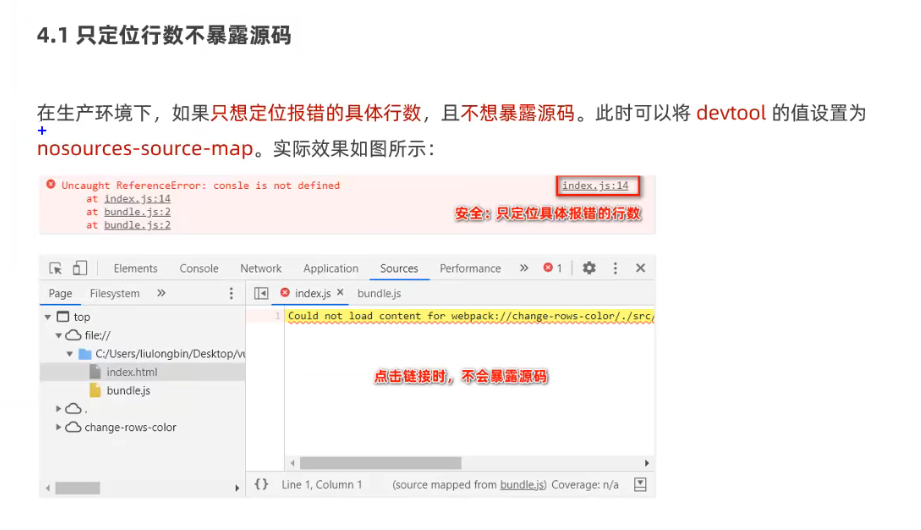 4.1 只定位行数不暴露源码
在生产环境下，如果只想定位报错的具体行数，且不想暴露源码。此时可以将 devtool 的值设置为
nosources-source-map。实际效果如图所示：
Uncaught ReferenceError: consle is not defined
index.js:14
at index.js:14
at bundle.js:2
安全：只定位具体报错的行数
at bundle.js:2
Elements Console Network Application Sources Performance » 1
Page Filesystem » index.js × bundle.js
top
1 Could not load content for webpack://change-rows-color/./src/
file://
C:/Users/liulongbin/Desktop/vu
index.html
点击链接时，不会暴露源码
bundle.js
.
change-rows-color
{} Line 1, Column 1 (source mapped from bundle.js) Coverage: n/a